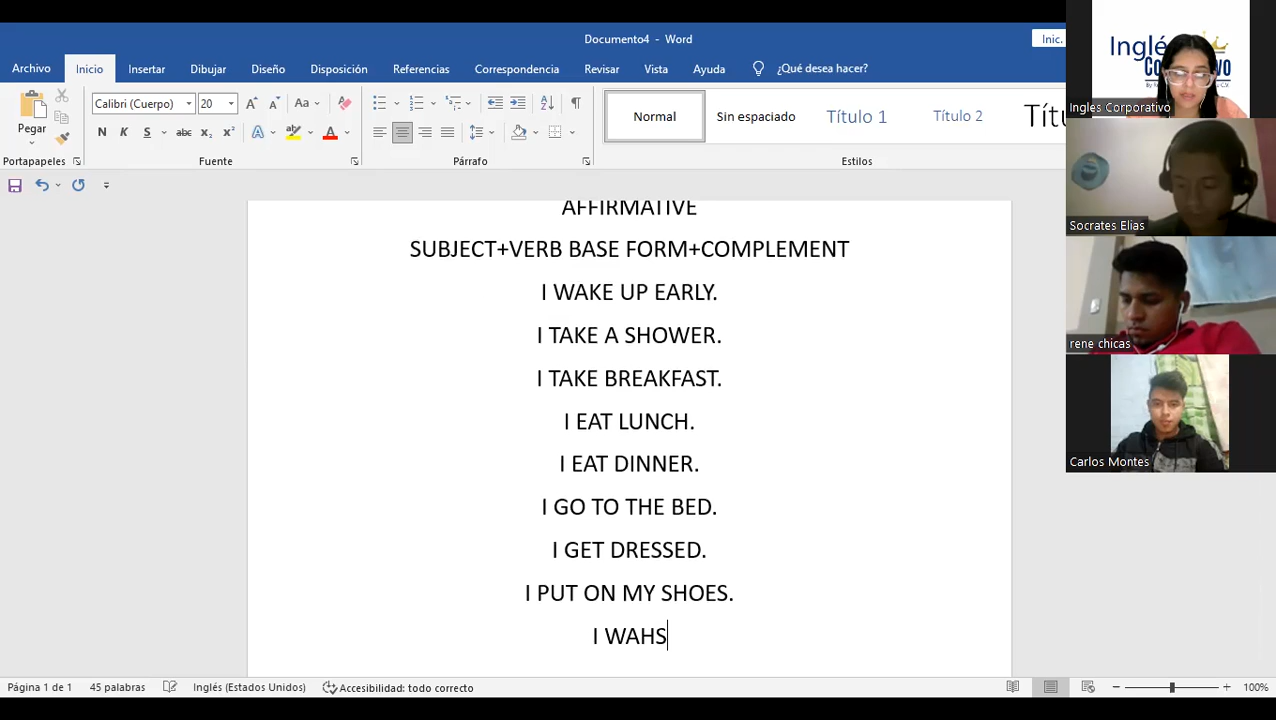 Documento4 - Word
Inic.
Archivo Inicio Insertar Dibujar Diseño Disposición Referencias Correspondencia Revisar Vista Ayuda ¿Qué desea hacer?
Pegar
Calibri (Cuerpo) 20
Normal
Sin espaciado
Título 1
Título 2
Portapapeles Fuente Párrafo Estilos
AFFIRMATIVE
SUBJECT+VERB BASE FORM+COMPLEMENT
I WAKE UP EARLY.
I TAKE A SHOWER.
I TAKE BREAKFAST.
I EAT LUNCH.
I EAT DINNER.
I GO TO THE BED.
I GET DRESSED.
I PUT ON MY SHOES.
I WAHS
Página 1 de 1 45 palabras Inglés (Estados Unidos) Accesibilidad: todo correcto 100%
Ingles Corporativo
Socrates Elias
rene chicas
Carlos Montes